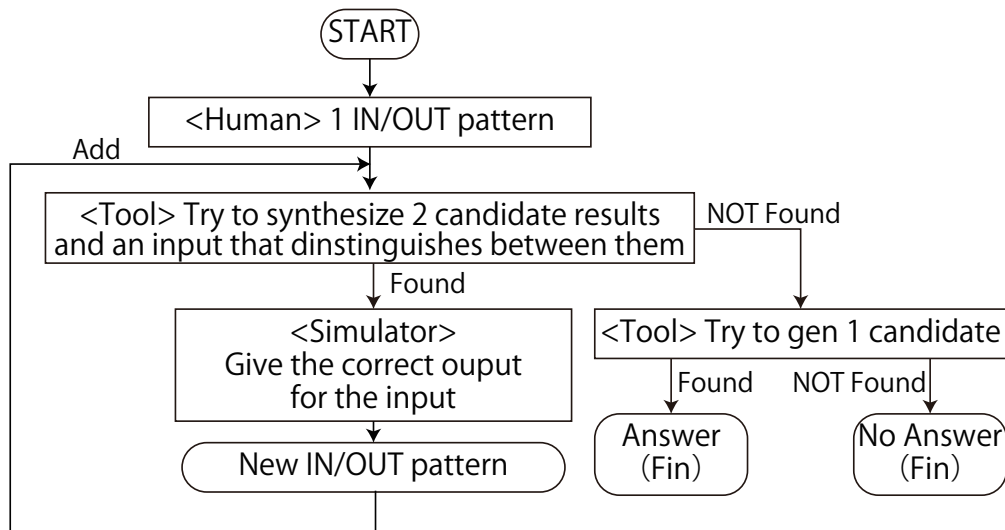 START
<Human> 1 IN/OUT pattern
Add
<Tool> Try to synthesize 2 candidate results
and an input that dinstinguishes between them
NOT Found
Found
<Simulator>
Give the correct ouput
for the input
<Tool> Try to gen 1 candidate
Found
NOT Found
New IN/OUT pattern
Answer
(Fin)
No Answer
(Fin)